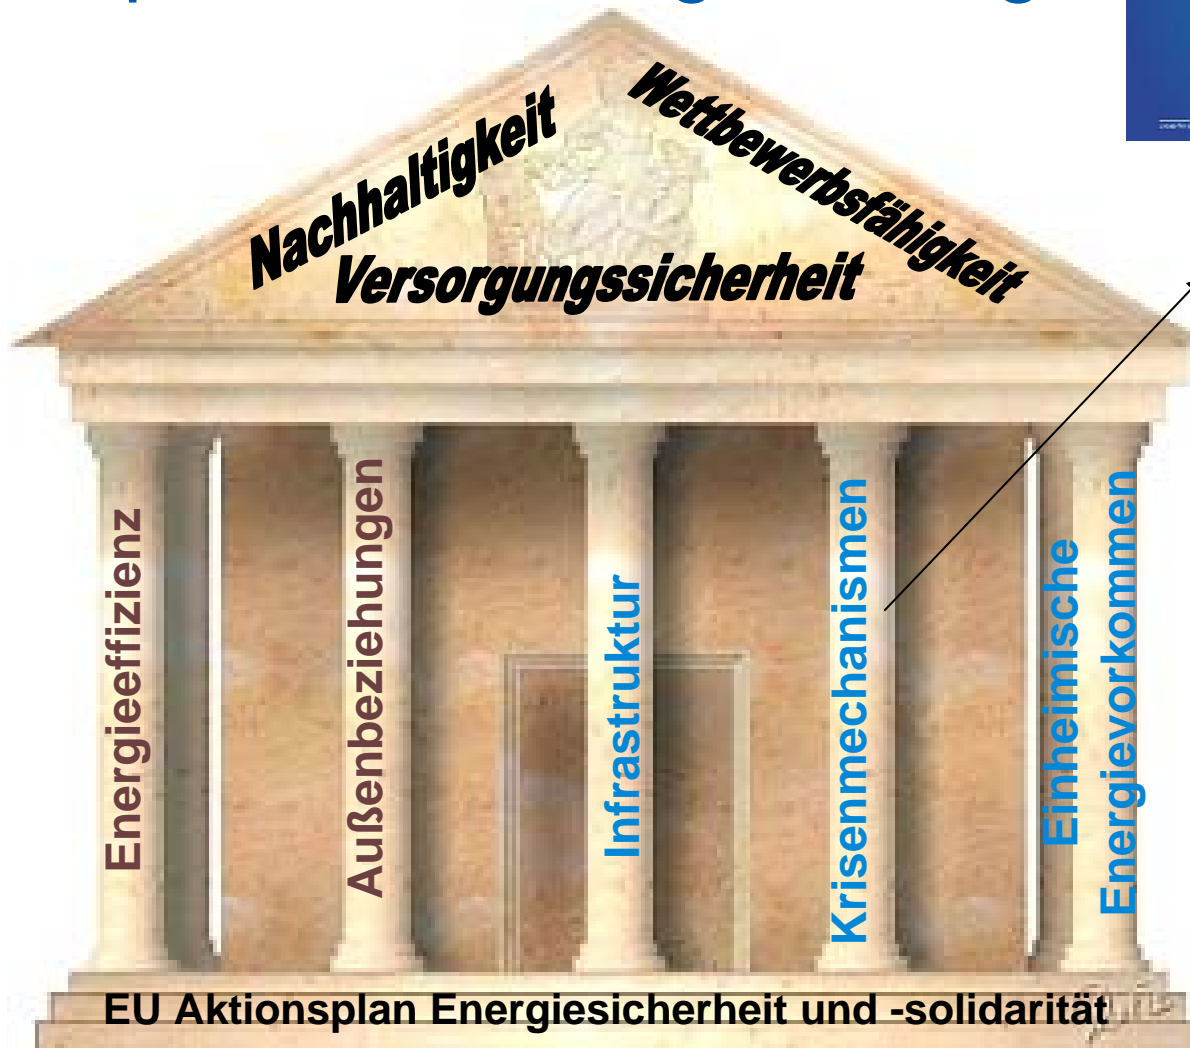 Nachhaltigkeit
Wettbewerbsfähigkeit
Versorgungssicherheit
Energieeffizienz
Außenbeziehungen
Infrastruktur
Krisenmechanismen
Einheimische
Energievorkommen
EU Aktionsplan Energiesicherheit und -solidarität